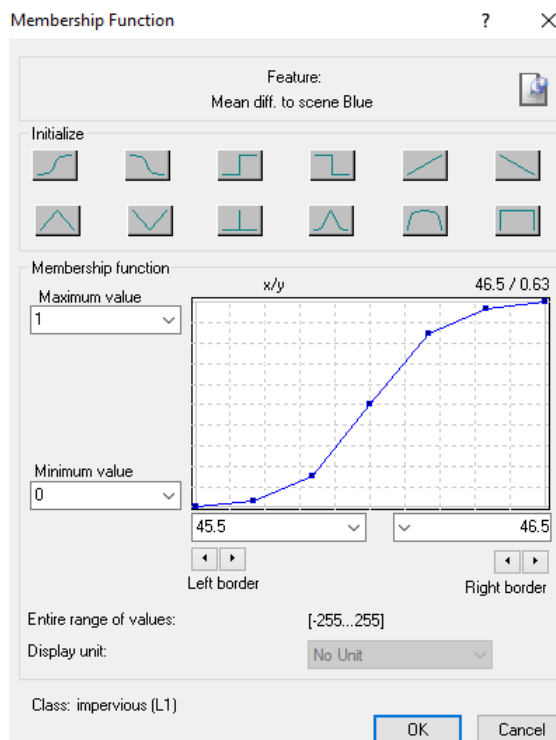 Membership Function ? X
Feature:
Mean diff. to scene Blue
Initialize
Membership function
x/y 46.5 / 0.63
Maximum value
1
Minimum value
0
45.5 46.5
Left border Right border
Entire range of values: [-255...255]
Display unit: No Unit
Class: impervious (L1)
OK Cancel